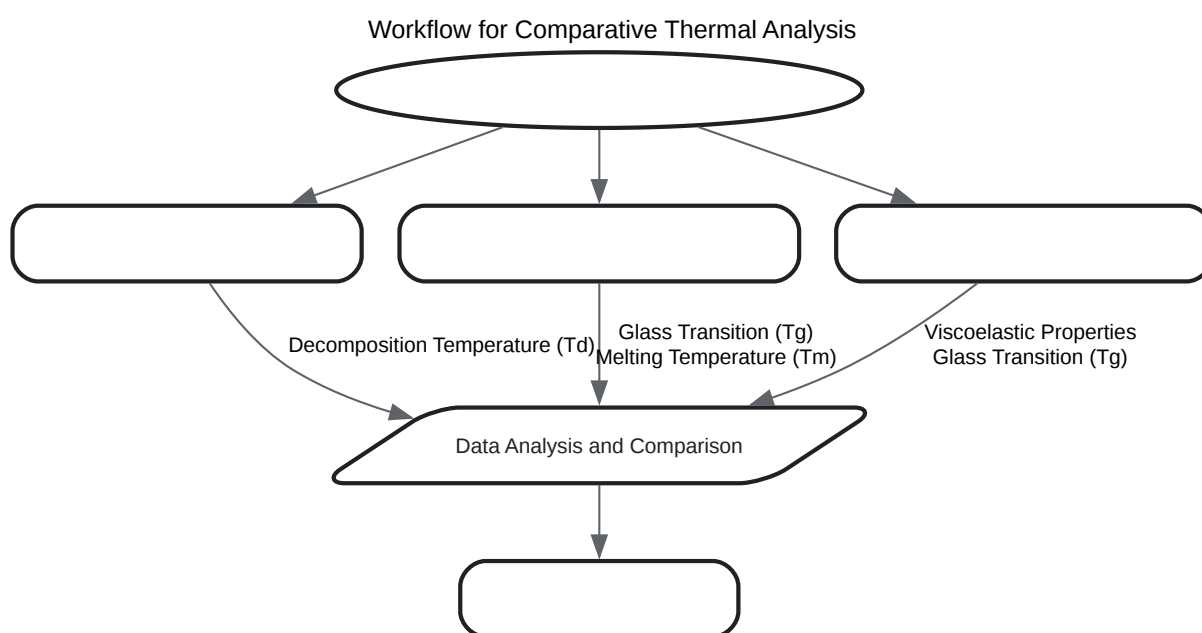 Workflow for Comparative Thermal Analysis
Decomposition Temperature (Td)
Glass Transition (Tg)
Melting Temperature (Tm)
Viscoelastic Properties
Glass Transition (Tg)
Data Analysis and Comparison